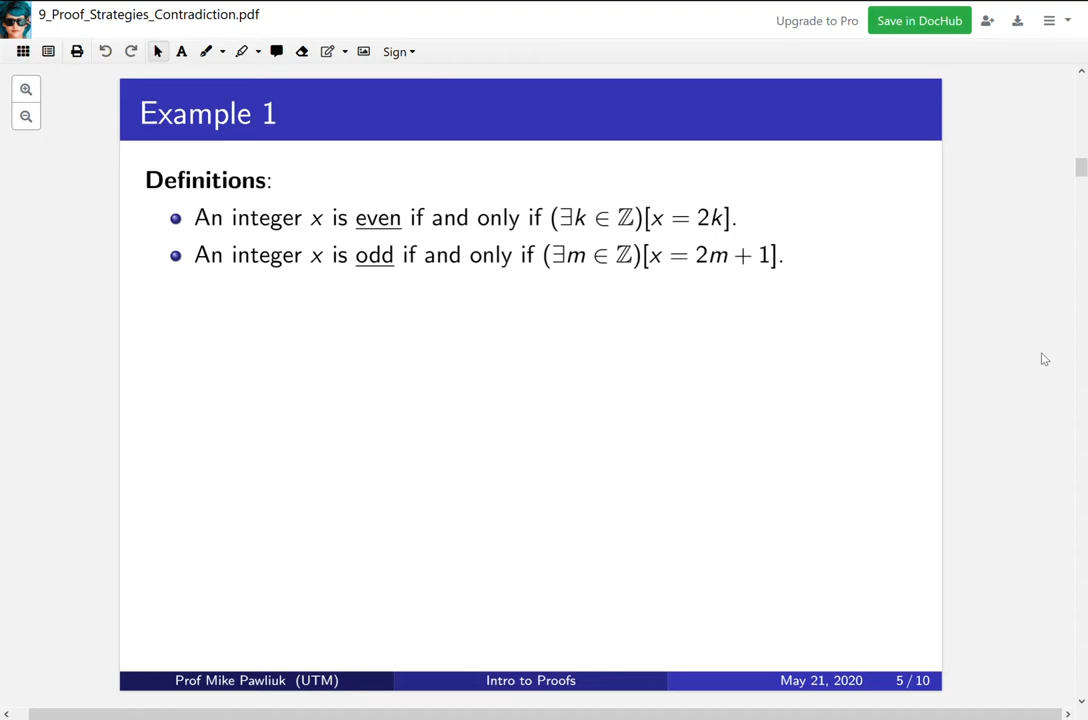 9_Proof_Strategies_Contradiction.pdf
Upgrade to Pro
Save in DocHub
A
Sign
Example 1
Definitions:
An integer x is even if and only if (∃k ∈ ℤ)[x = 2k].
An integer x is odd if and only if (∃m ∈ ℤ)[x = 2m + 1].
Prof Mike Pawliuk (UTM)
Intro to Proofs
May 21, 2020
5 / 10